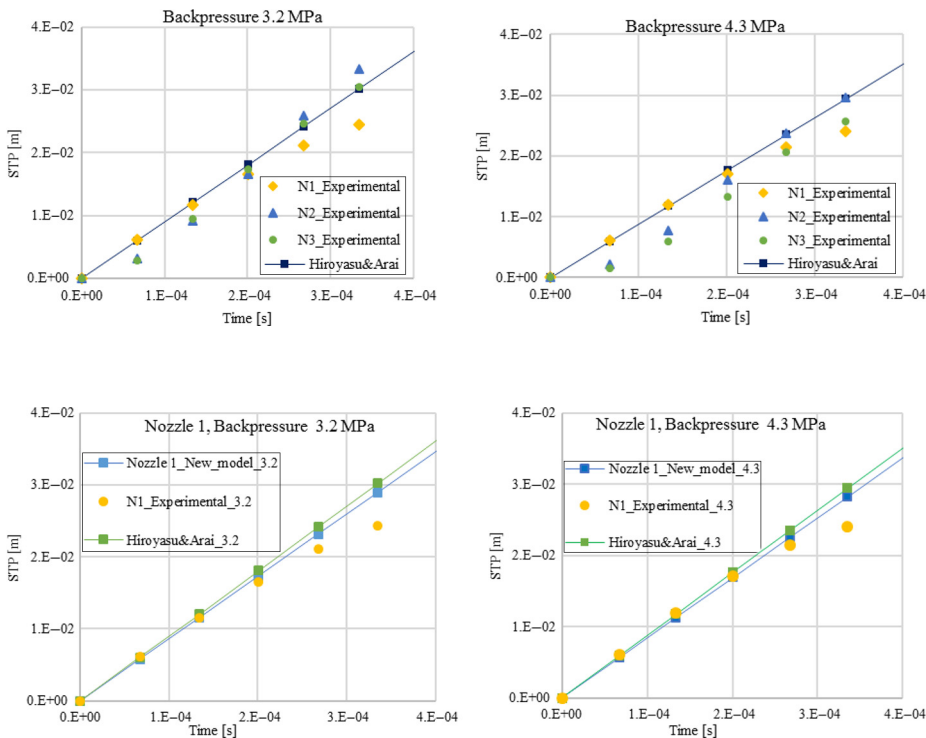 Backpressure 3.2 MPa
4.E-02
3.E-02
2.E-02
1.E-02
0.E+00
STP [m]
N1_Experimental
N2_Experimental
N3_Experimental
Hiroyasu&Arai
0.E+00 1.E-04 2.E-04 3.E-04 4.E-04
Time [s]
Backpressure 4.3 MPa
4.E-02
3.E-02
2.E-02
1.E-02
0.E+00
STP [m]
N1_Experimental
N2_Experimental
N3_Experimental
Hiroyasu&Arai
0.E+00 1.E-04 2.E-04 3.E-04 4.E-04
Time [s]
Nozzle 1, Backpressure 3.2 MPa
4.E-02
3.E-02
2.E-02
1.E-02
0.E+00
STP [m]
Nozzle 1_New_model_3.2
N1_Experimental_3.2
Hiroyasu&Arai_3.2
0.E+00 1.E-04 2.E-04 3.E-04 4.E-04
Time [s]
Nozzle 1, Backpressure 4.3 MPa
4.E-02
3.E-02
2.E-02
1.E-02
0.E+00
STP [m]
Nozzle 1_New_model_4.3
N1_Experimental_4.3
Hiroyasu&Arai_4.3
0.E+00 1.E-04 2.E-04 3.E-04 4.E-04
Time [s]